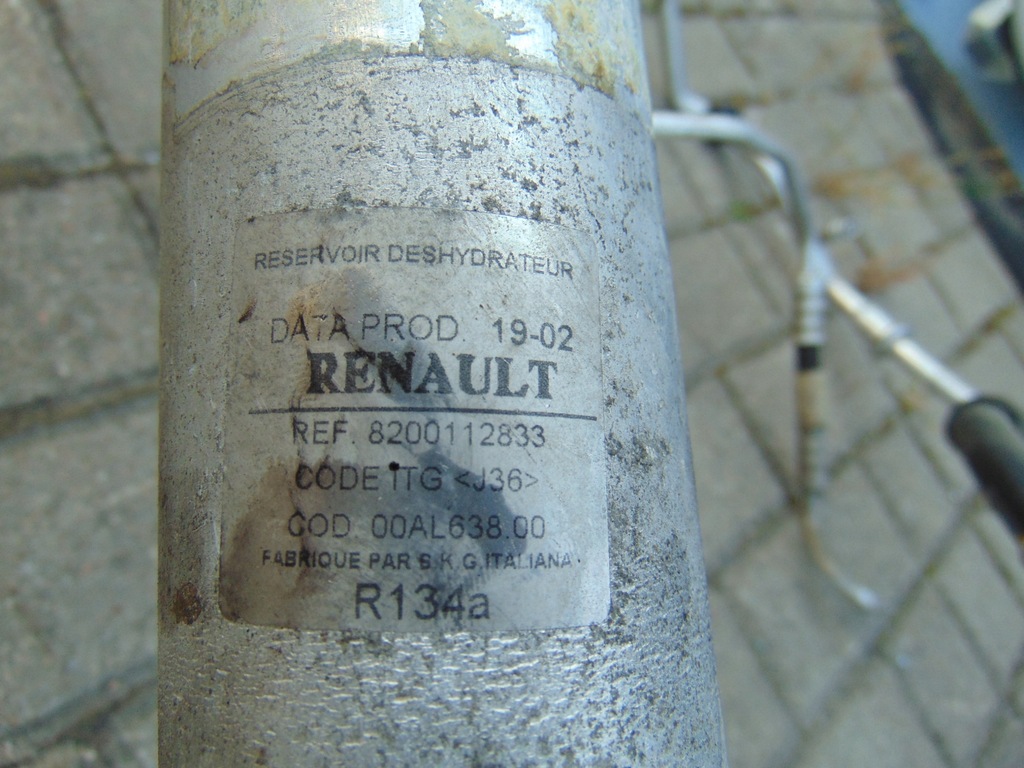 RESERVOIR DESHYDRATEUR
DATA PROD. 19-02
RENAULT
REF. 8200112833
CODE ITG <J36>
COD 00AL638.00
FABRIQUE PAR S.K.G.ITALIANA.
R134a